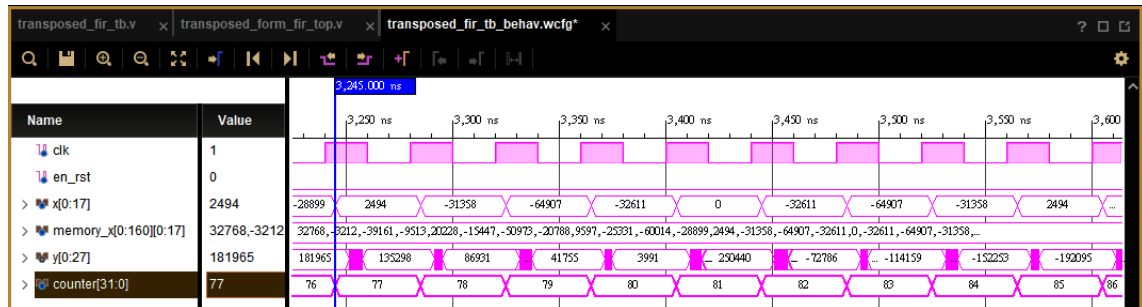 transposed_fir_tb.v × transposed_form_fir_top.v × transposed_fir_tb_behav.wcfg* ×
3,245.000 ns
Name Value 3,250 ns 3,300 ns 3,350 ns 3,400 ns 3,450 ns 3,500 ns 3,550 ns 3,600
clk 1
en_rst 0
x[0:17] 2494 -28899 2494 -31358 -64907 -32611 0 -32611 -64907 -31358 2494 ...
memory_x[0:160][0:17] 32768,-3212 32768,-3212,-39161,-9513,20228,-15447,-50973,-20788,9597,-25331,-60014,-28899,2494,-31358,-64907,-32611,0,-32611,-64907,-31358,...
y[0:27] 181965 181965 135298 86931 41755 3991 ... 250440 ... -72786 ... -114159 -152253 -192095
counter[31:0] 77 76 77 78 79 80 81 82 83 84 85 86